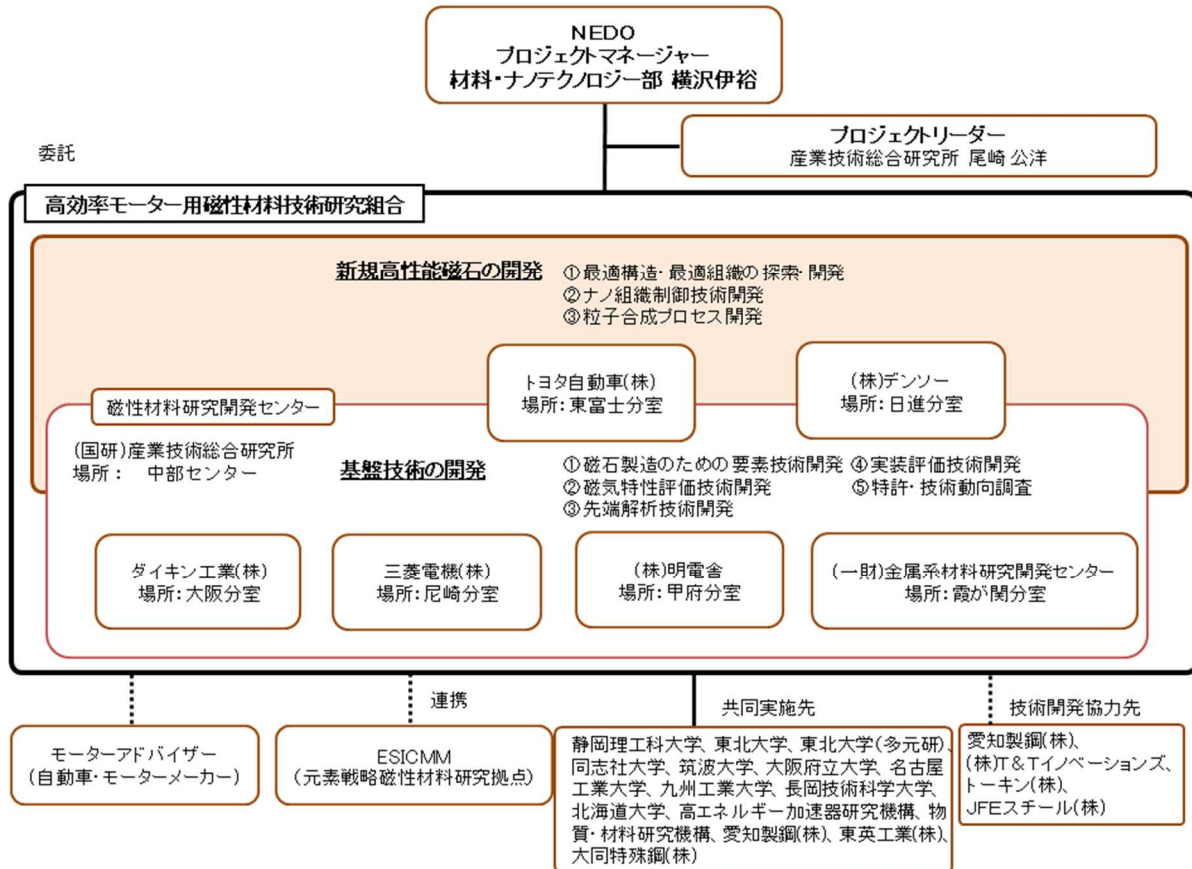 NEDO
プロジェクトマネージャー
材料・ナノテクノロジー部 横沢伊裕
プロジェクトリーダー
産業技術総合研究所 尾崎 公洋
委託
高効率モーター用磁性材料技術研究組合
新規高性能磁石の開発
①最適構造・最適組織の探索・開発
②ナノ組織制御技術開発
③粒子合成プロセス開発
トヨタ自動車(株)
場所：東富士分室
(株)デンソー
場所：日進分室
磁性材料研究開発センター
(国研)産業技術総合研究所
場所： 中部センター
基盤技術の開発
①磁石製造のための要素技術開発 ④実装評価技術開発
②磁気特性評価技術開発 ⑤特許・技術動向調査
③先端解析技術開発
ダイキン工業(株)
場所：大阪分室
三菱電機(株)
場所：尼崎分室
(株)明電舎
場所：甲府分室
(一財)金属系材料研究開発センター
場所：霞が関分室
連携
共同実施先
技術開発協力先
モーターアドバイザー
(自動車・モーターメーカー)
ESICMM
(元素戦略磁性材料研究拠点)
静岡理工科大学、東北大学、東北大学(多元研)、
同志社大学、筑波大学、大阪府立大学、名古屋
工業大学、九州工業大学、長岡技術科学大学、
北海道大学、高エネルギー加速器研究機構、物
質・材料研究機構、愛知製鋼(株)、東英工業(株)、
大同特殊鋼(株)
愛知製鋼(株)、
(株)T&Tイノベーションズ、
トーキン(株)、
JFEスチール(株)